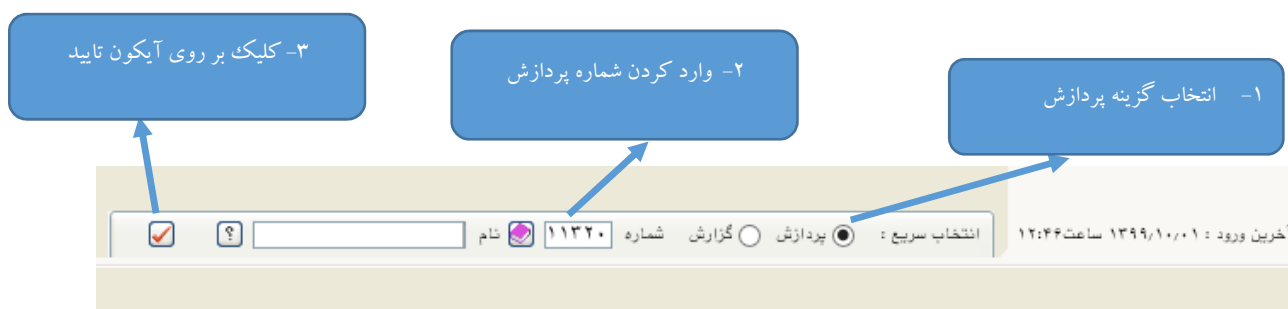 ۱- انتخاب گزینه پردازش
۲- وارد کردن شماره پردازش
۳- کلیک بر روی آیکون تایید
آخرین ورود : ۱۳۹۹/۱۰/۰۱ ساعت۱۲:۴۶
انتخاب سریع : پردازش گزارش شماره ۱۱۳۲۰ نام ؟